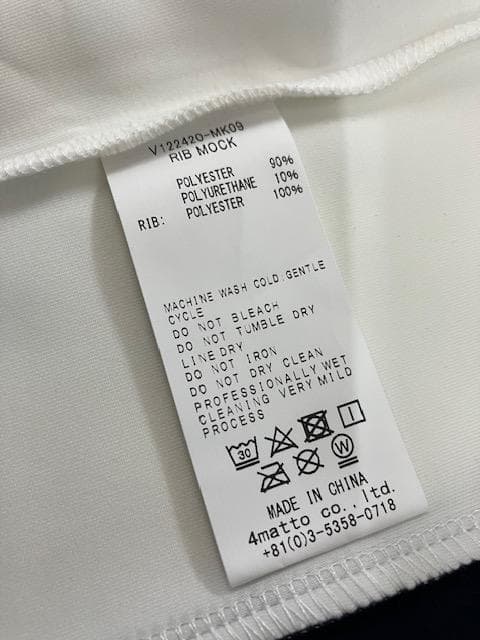 V122420-MK09
RIB MOCK
POLYESTER 90%
POLYURETHANE 10%
RIB: POLYESTER 100%
MACHINE WASH COLD:GENTLE
CYCLE
DO NOT BLEACH
DO NOT TUMBLE DRY
LINE DRY
DO NOT IRON
DO NOT DRY CLEAN
PROFESSIONALLY WET
CLEANING VERY MILD
PROCESS
30
W
MADE IN CHINA
4matto co., ltd.
+81(0)3-5358-0718